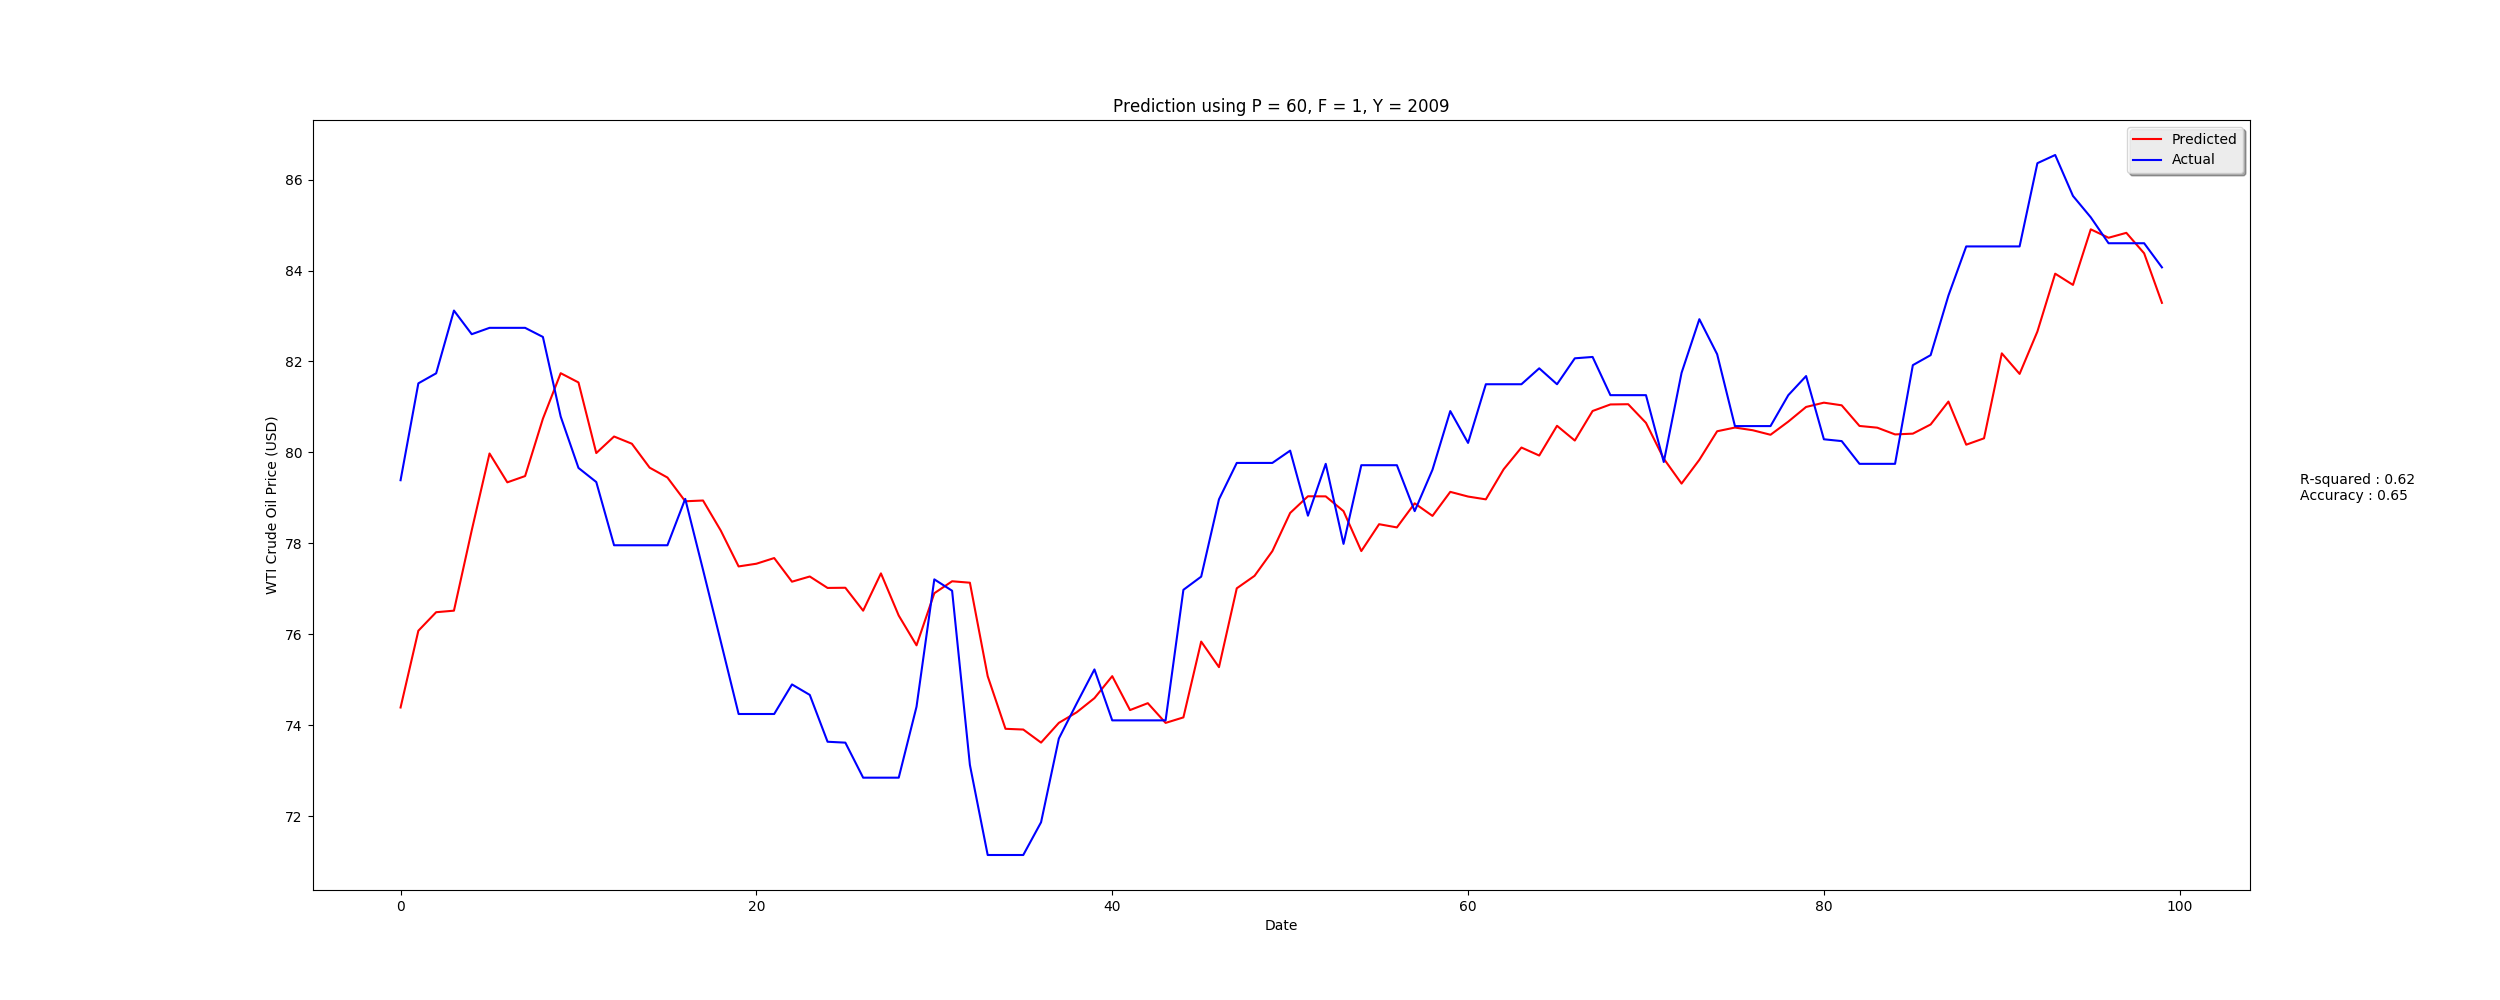 Prediction using P = 60, F = 1, Y = 2009
Predicted
Actual
86
84
82
80
78
76
74
72
WTI Crude Oil Price (USD)
R-squared : 0.62
Accuracy : 0.65
0 20 40 60 80 100
Date